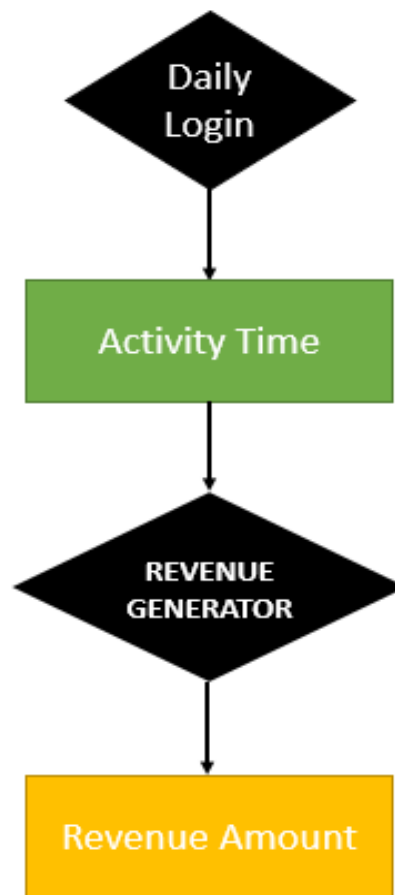 Daily
Login
Activity Time
REVENUE
GENERATOR
Revenue Amount